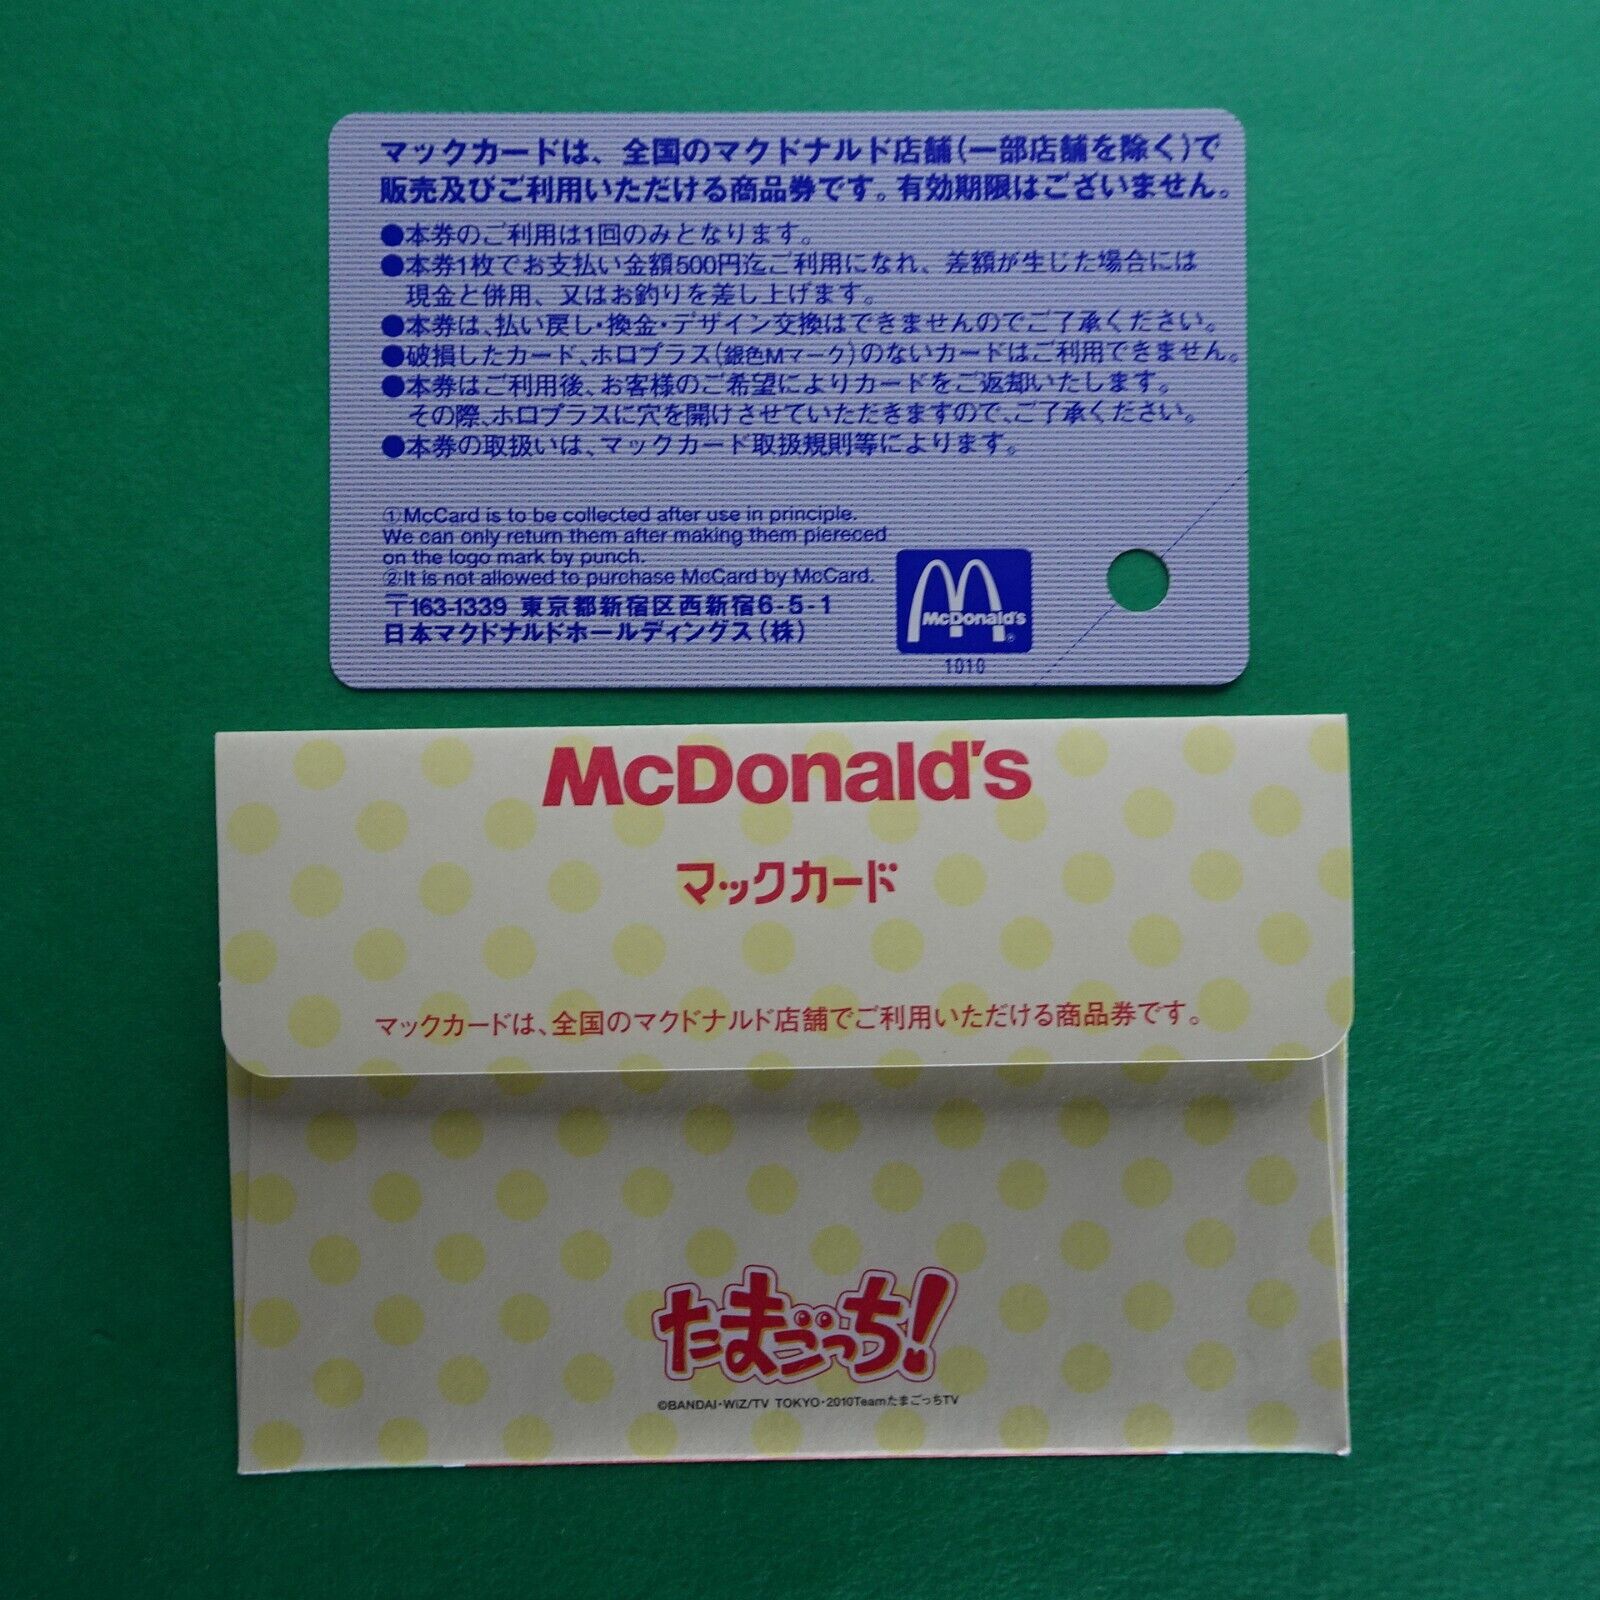 マックカードは、全国のマクドナルド店舗(一部店舗を除く)で
販売及びご利用いただける商品券です。有効期限はございません。
●本券のご利用は1回のみとなります。
●本券1枚でお支払い金額500円迄ご利用になれ、差額が生じた場合には
現金と併用、又はお釣りを差し上げます。
●本券は、払い戻し・換金・デザイン交換はできませんのでご了承ください。
●破損したカード、ホログラス(銀色Mマーク)のないカードはご利用できません。
●本券はご利用後、お客様のご希望によりカードをご返却いたします。
その際、ホログラスに穴を開けさせていただきますので、ご了承ください。
●本券の取扱いは、マックカード取扱規則等によります。
①McCard is to be collected after use in principle.
We can only return them after making them piereced
on the logo mark by punch.
②It is not allowed to purchase McCard by McCard.
〒163-1339 東京都新宿区西新宿6-5-1
日本マクドナルドホールディングス(株)
McDonald's®
1010
McDonald's
マックカード
マックカードは、全国のマクドナルド店舗でご利用いただける商品券です。
たまごっち!
©BANDAI・WiZ/TV TOKYO・2010TeamたまごっちTV